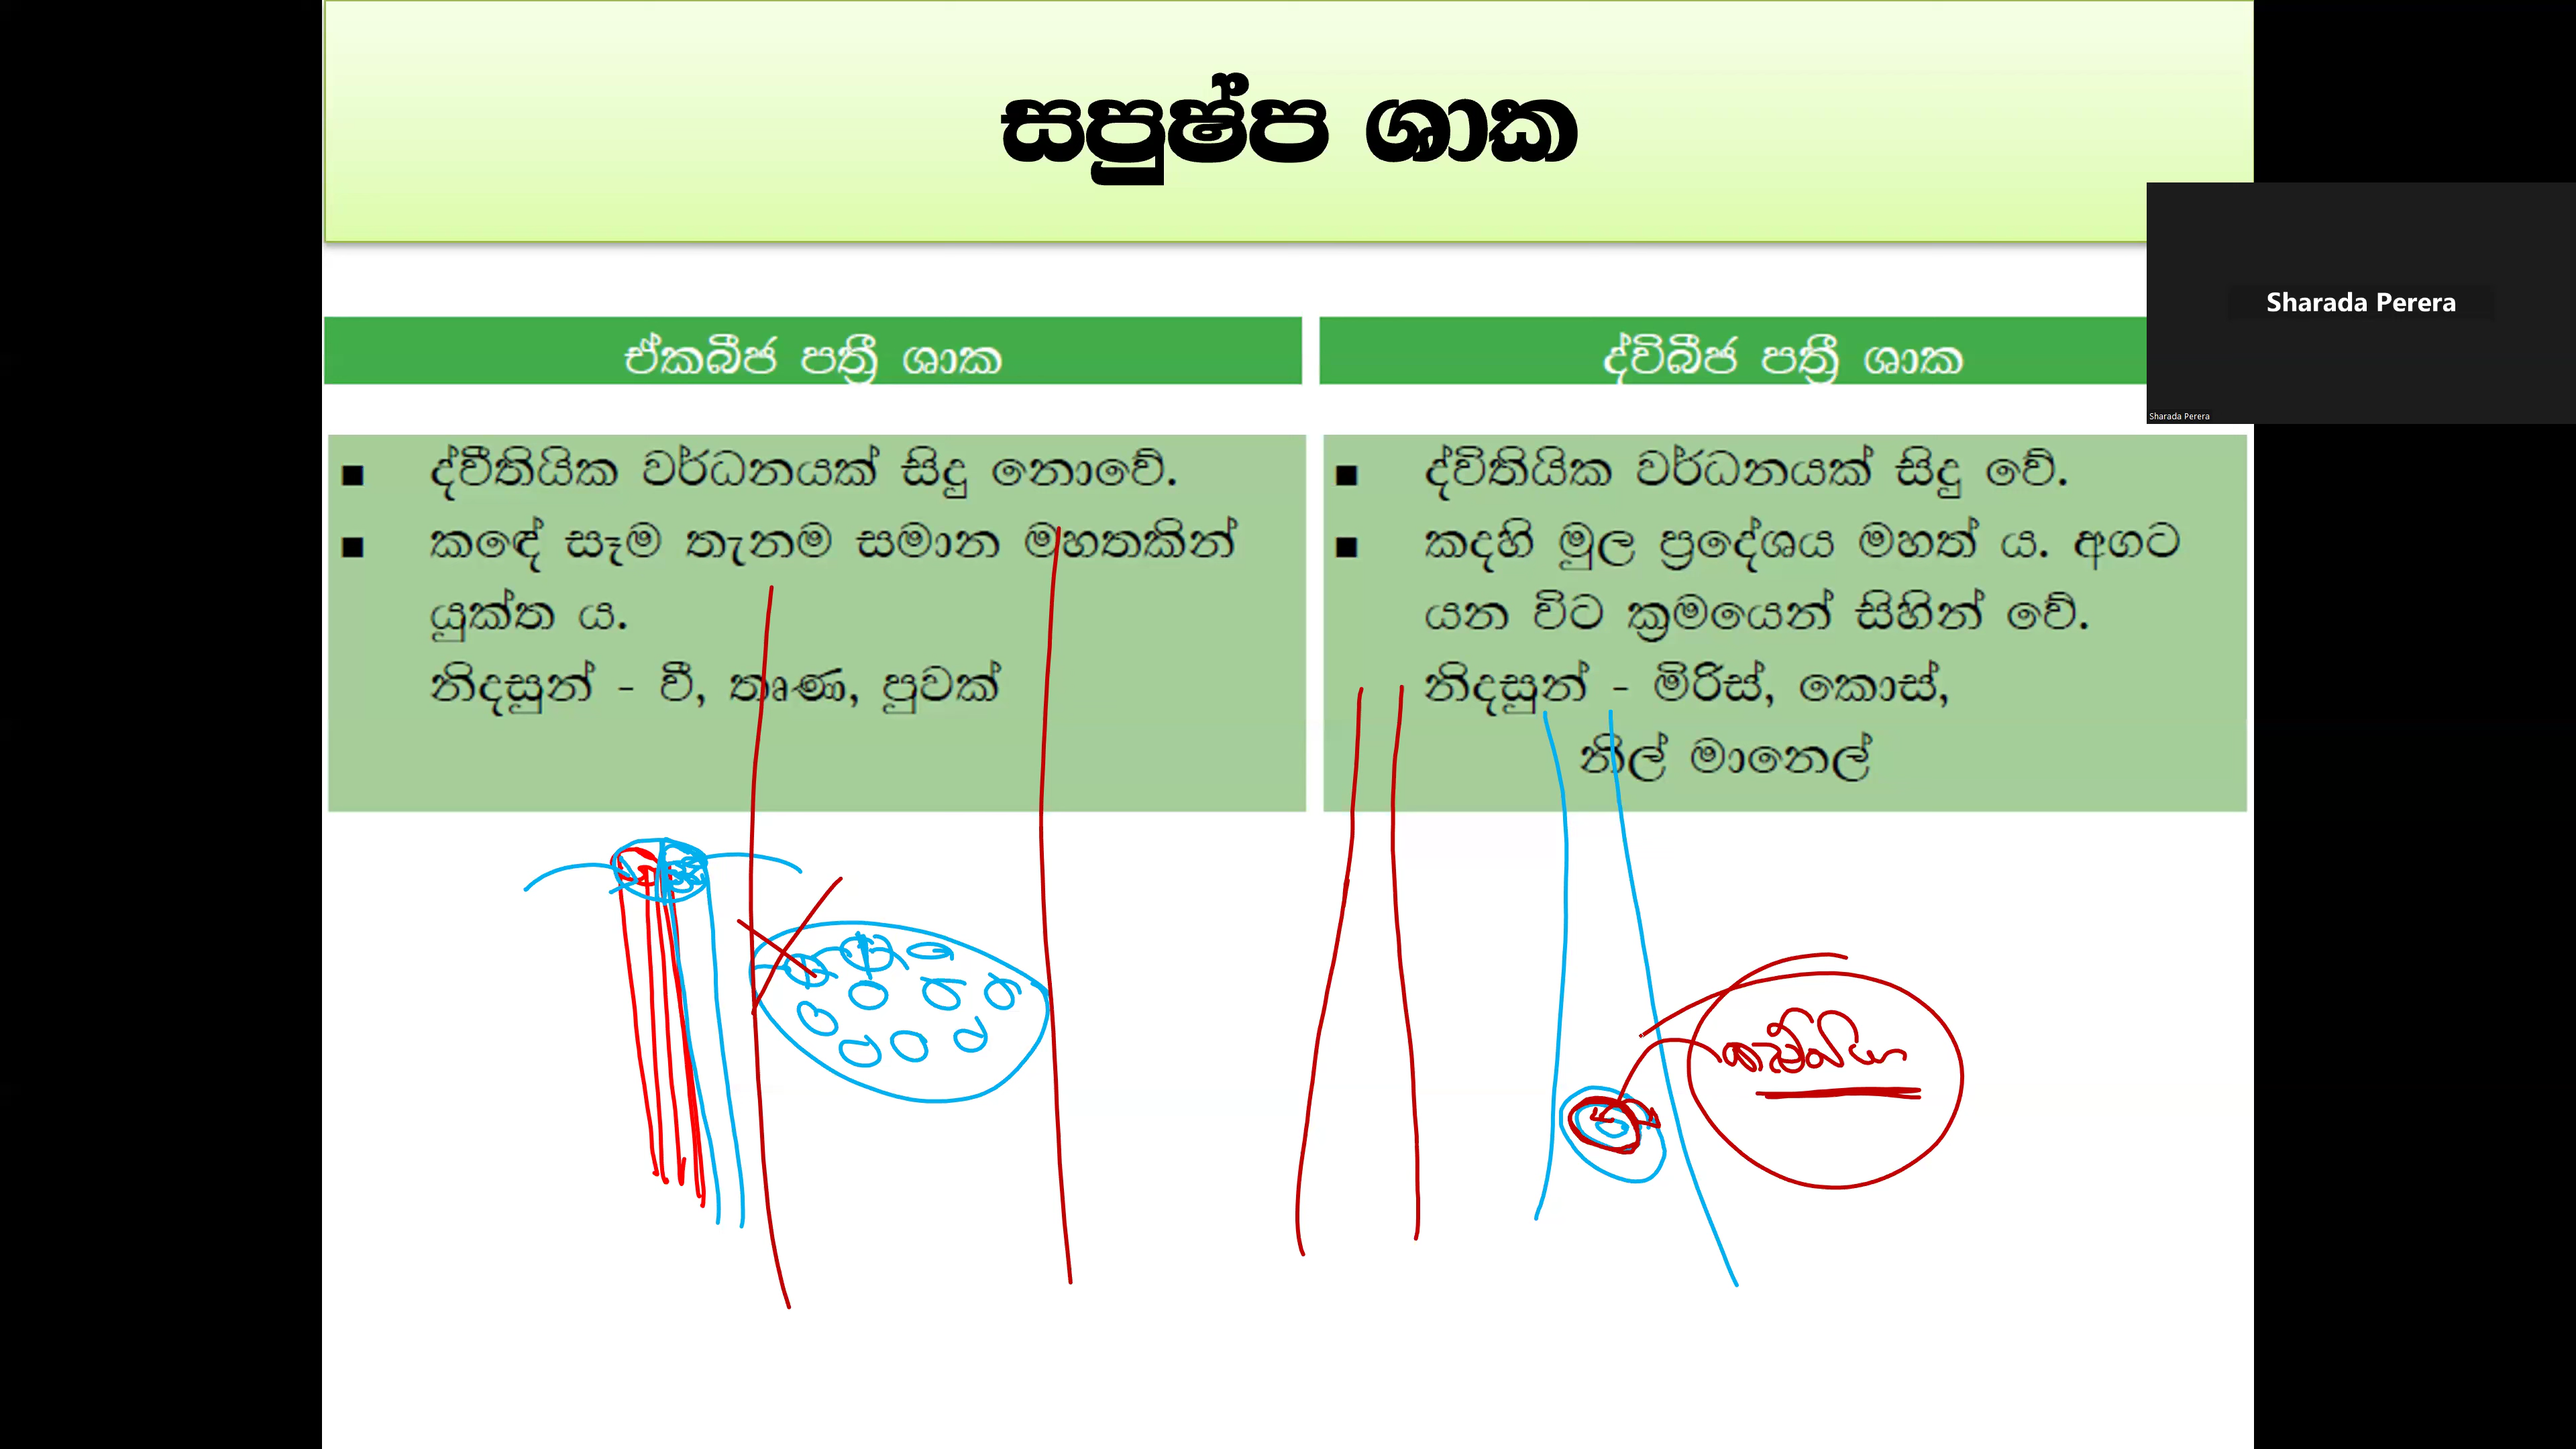 සපුෂ්ප ශාක
Sharada Perera
Sharada Perera
ඒකබීජ පත්‍රී ශාක
ද්විබීජ පත්‍රී ශාක
■ ද්වීතියික වර්ධනයක් සිදු නොවේ.
■ කඳේ සෑම තැනම සමාන මහතකින්
යුක්ත ය.
නිදසුන් - වී, තෘණ, පුවක්
■ ද්විතියික වර්ධනයක් සිදු වේ.
■ කදහි මුල ප්‍රදේශය මහත් ය. අගට
යන විට ක්‍රමයෙන් සිහින් වේ.
නිදසුන් - මිරිස්, කොස්,
නිල් මානෙල්